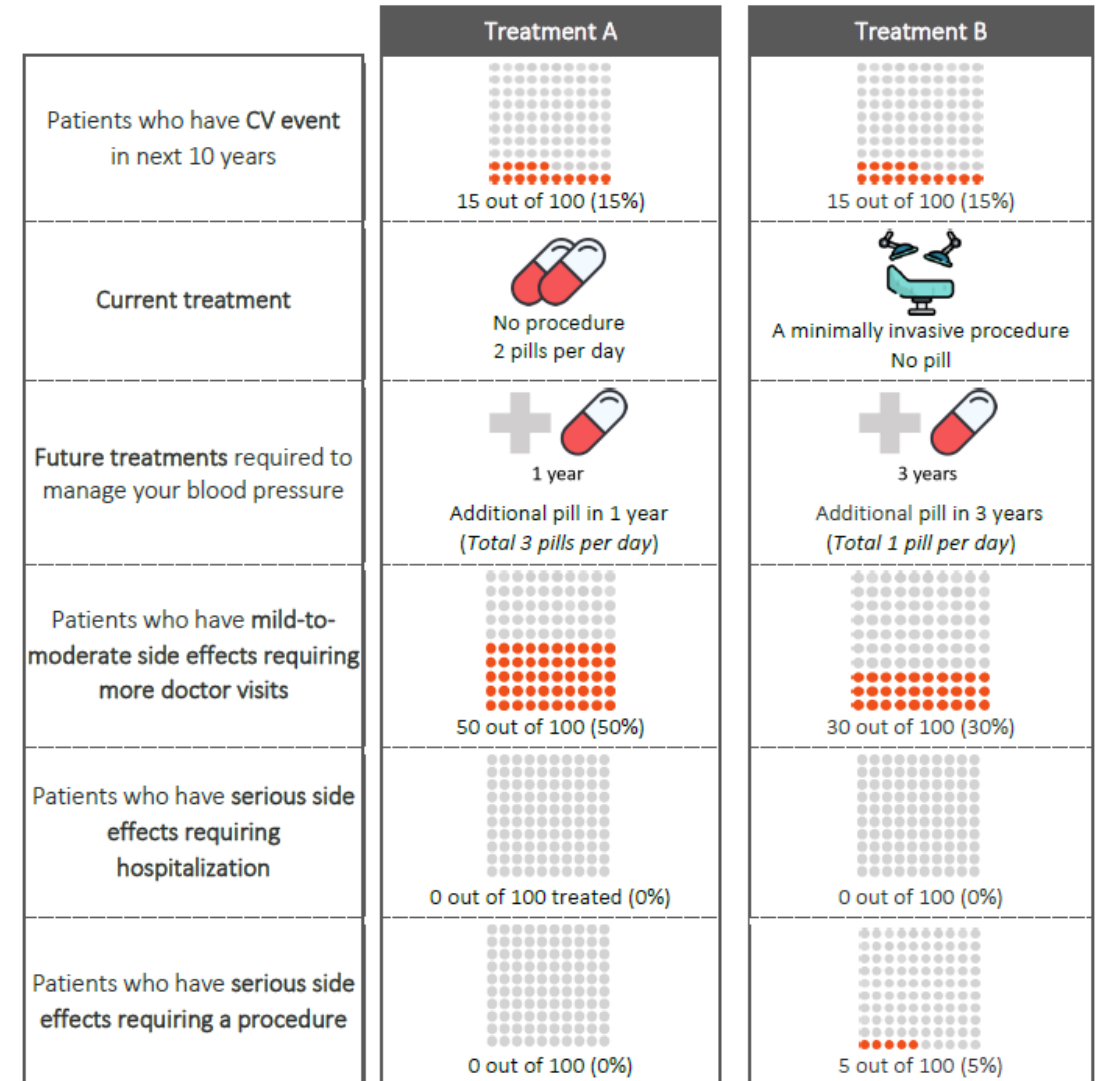 Treatment A
Treatment B
Patients who have CV event
in next 10 years
15 out of 100 (15%)
15 out of 100 (15%)
Current treatment
No procedure
2 pills per day
A minimally invasive procedure
No pill
Future treatments required to
manage your blood pressure
1 year
Additional pill in 1 year
(Total 3 pills per day)
3 years
Additional pill in 3 years
(Total 1 pill per day)
Patients who have mild-to-
moderate side effects requiring
more doctor visits
50 out of 100 (50%)
30 out of 100 (30%)
Patients who have serious side
effects requiring
hospitalization
0 out of 100 treated (0%)
0 out of 100 (0%)
Patients who have serious side
effects requiring a procedure
0 out of 100 (0%)
5 out of 100 (5%)